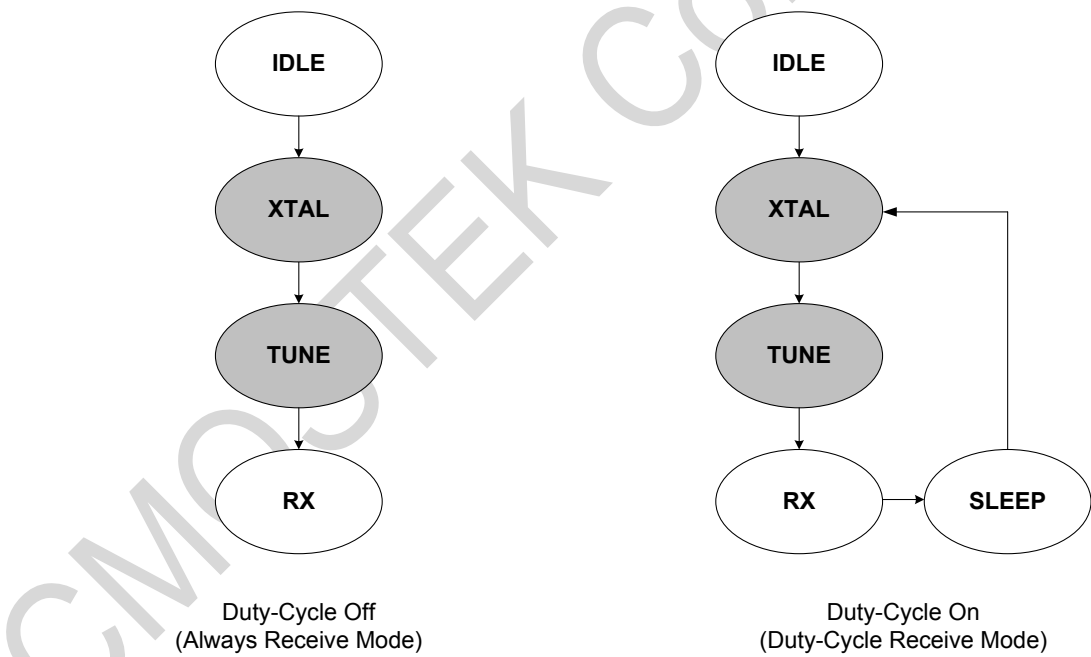 IDLE
XTAL
TUNE
RX
Duty-Cycle Off
(Always Receive Mode)
IDLE
XTAL
TUNE
RX
SLEEP
Duty-Cycle On
(Duty-Cycle Receive Mode)
CMOSTEK Co